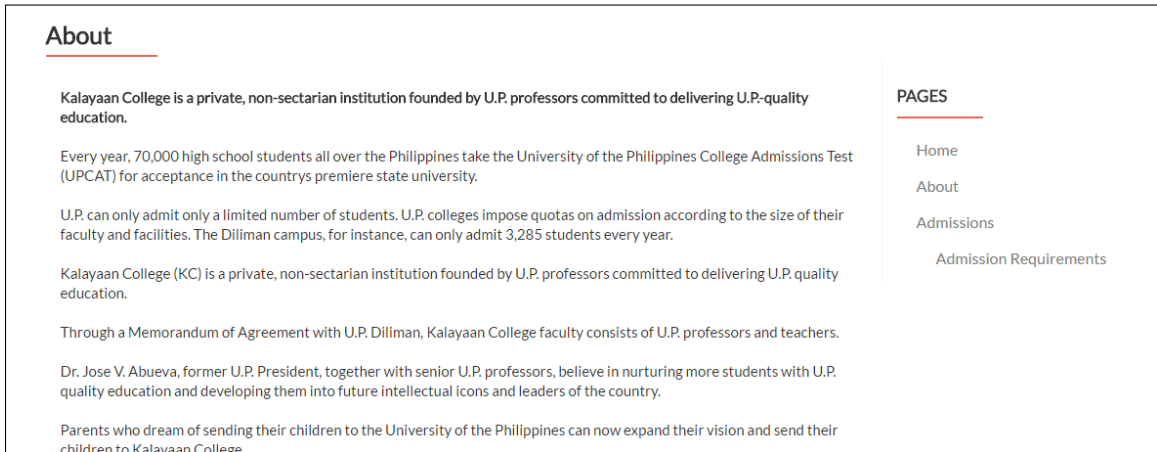 About
Kalayaan College is a private, non-sectarian institution founded by U.P. professors committed to delivering U.P.-quality
education.
Every year, 70,000 high school students all over the Philippines take the University of the Philippines College Admissions Test
(UPCAT) for acceptance in the countrys premiere state university.
U.P. can only admit only a limited number of students. U.P. colleges impose quotas on admission according to the size of their
faculty and facilities. The Diliman campus, for instance, can only admit 3,285 students every year.
Kalayaan College (KC) is a private, non-sectarian institution founded by U.P. professors committed to delivering U.P. quality
education.
Through a Memorandum of Agreement with U.P. Diliman, Kalayaan College faculty consists of U.P. professors and teachers.
Dr. Jose V. Abueva, former U.P. President, together with senior U.P. professors, believe in nurturing more students with U.P.
quality education and developing them into future intellectual icons and leaders of the country.
Parents who dream of sending their children to the University of the Philippines can now expand their vision and send their
children to Kalayaan College
PAGES
Home
About
Admissions
Admission Requirements